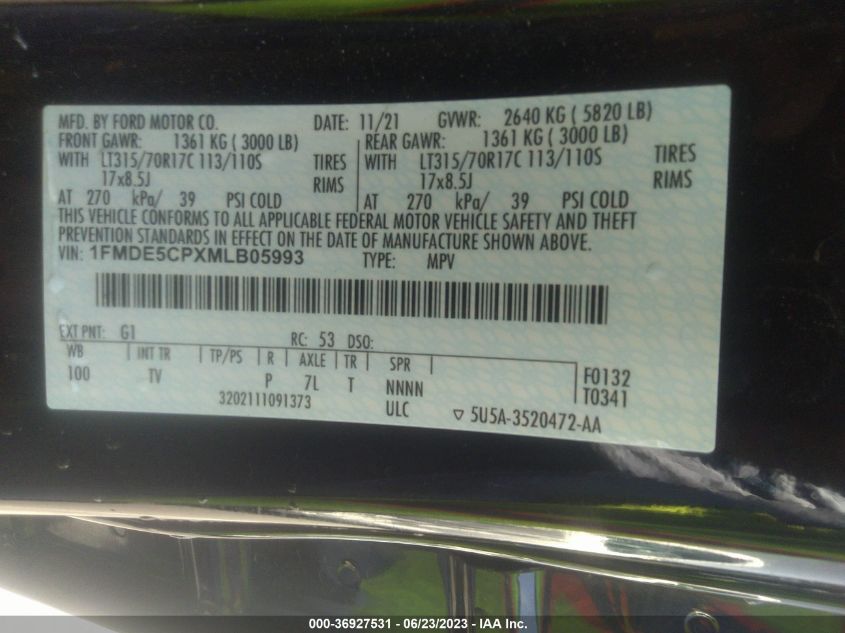 MFD. BY FORD MOTOR CO. DATE: 11/21 GVWR: 2640 KG ( 5820 LB)
FRONT GAWR: 1361 KG ( 3000 LB) REAR GAWR: 1361 KG ( 3000 LB)
WITH LT315/70R17C 113/110S TIRES WITH LT315/70R17C 113/110S TIRES
17x8.5J RIMS 17x8.5J RIMS
AT 270 kPa/ 39 PSI COLD AT 270 kPa/ 39 PSI COLD
THIS VEHICLE CONFORMS TO ALL APPLICABLE FEDERAL MOTOR VEHICLE SAFETY AND THEFT
PREVENTION STANDARDS IN EFFECT ON THE DATE OF MANUFACTURE SHOWN ABOVE.
VIN: 1FMDE5CPXMLB05993 TYPE: MPV
EXT PNT: G1 RC: 53 DSO:
WB INT TR TP/PS R AXLE TR SPR
100 TV P 7L T NNNN F0132
3202111091373 ULC T0341
5U5A-3520472-AA
000-36927531 - 06/23/2023 - IAA Inc.